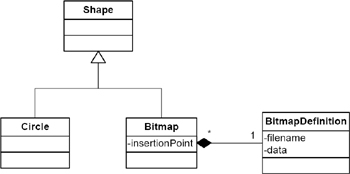 Shape
Circle
Bitmap
-insertionPoint
*
1
BitmapDefinition
-filename
-data